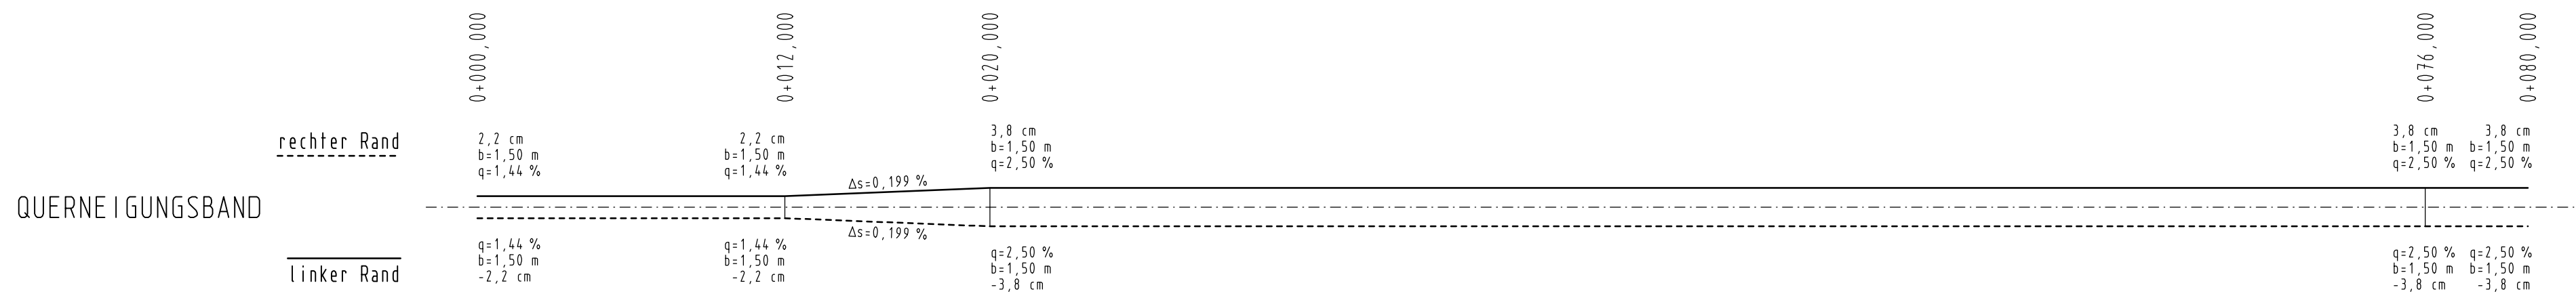 0+000,000
0+012,000
0+020,000
0+076,000
0+080,000
rechter Rand
2,2 cm
b=1,50 m
q=1,44 %
2,2 cm
b=1,50 m
q=1,44 %
3,8 cm
b=1,50 m
q=2,50 %
3,8 cm
b=1,50 m
q=2,50 %
3,8 cm
b=1,50 m
q=2,50 %
Δs=0,199 %
QUERNEIGUNGSBAND
Δs=0,199 %
linker Rand
q=1,44 %
b=1,50 m
-2,2 cm
q=1,44 %
b=1,50 m
-2,2 cm
q=2,50 %
b=1,50 m
-3,8 cm
q=2,50 %
b=1,50 m
-3,8 cm
q=2,50 %
b=1,50 m
-3,8 cm